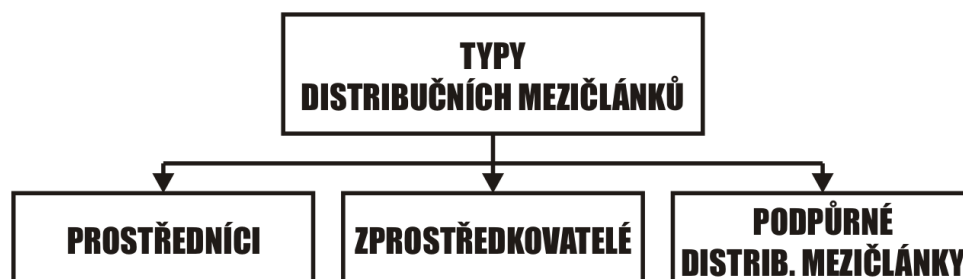 TYPY
DISTRIBUČNÍCH MEZIČLÁNKŮ
PROSTŘEDNÍCI
ZPROSTŘEDKOVATELÉ
PODPŮRNÉ
DISTRIB. MEZIČLÁNKY